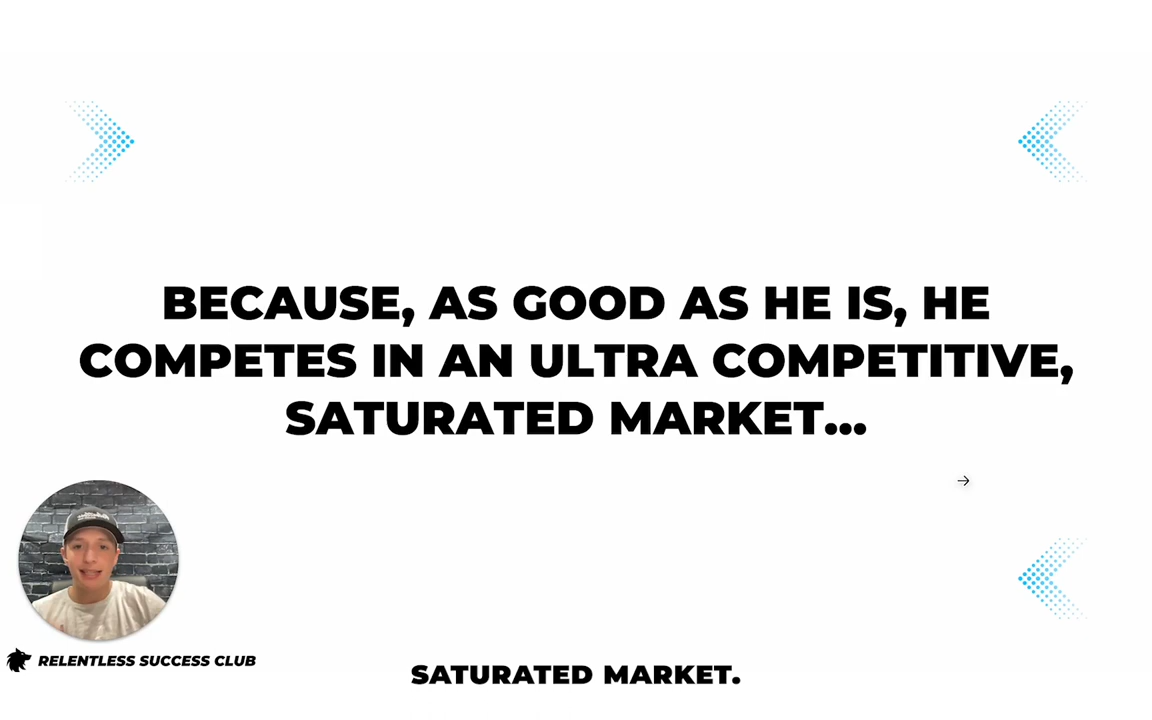 BECAUSE, AS GOOD AS HE IS, HE
COMPETES IN AN ULTRA COMPETITIVE,
SATURATED MARKET...
RELENTLESS SUCCESS CLUB
SATURATED MARKET.